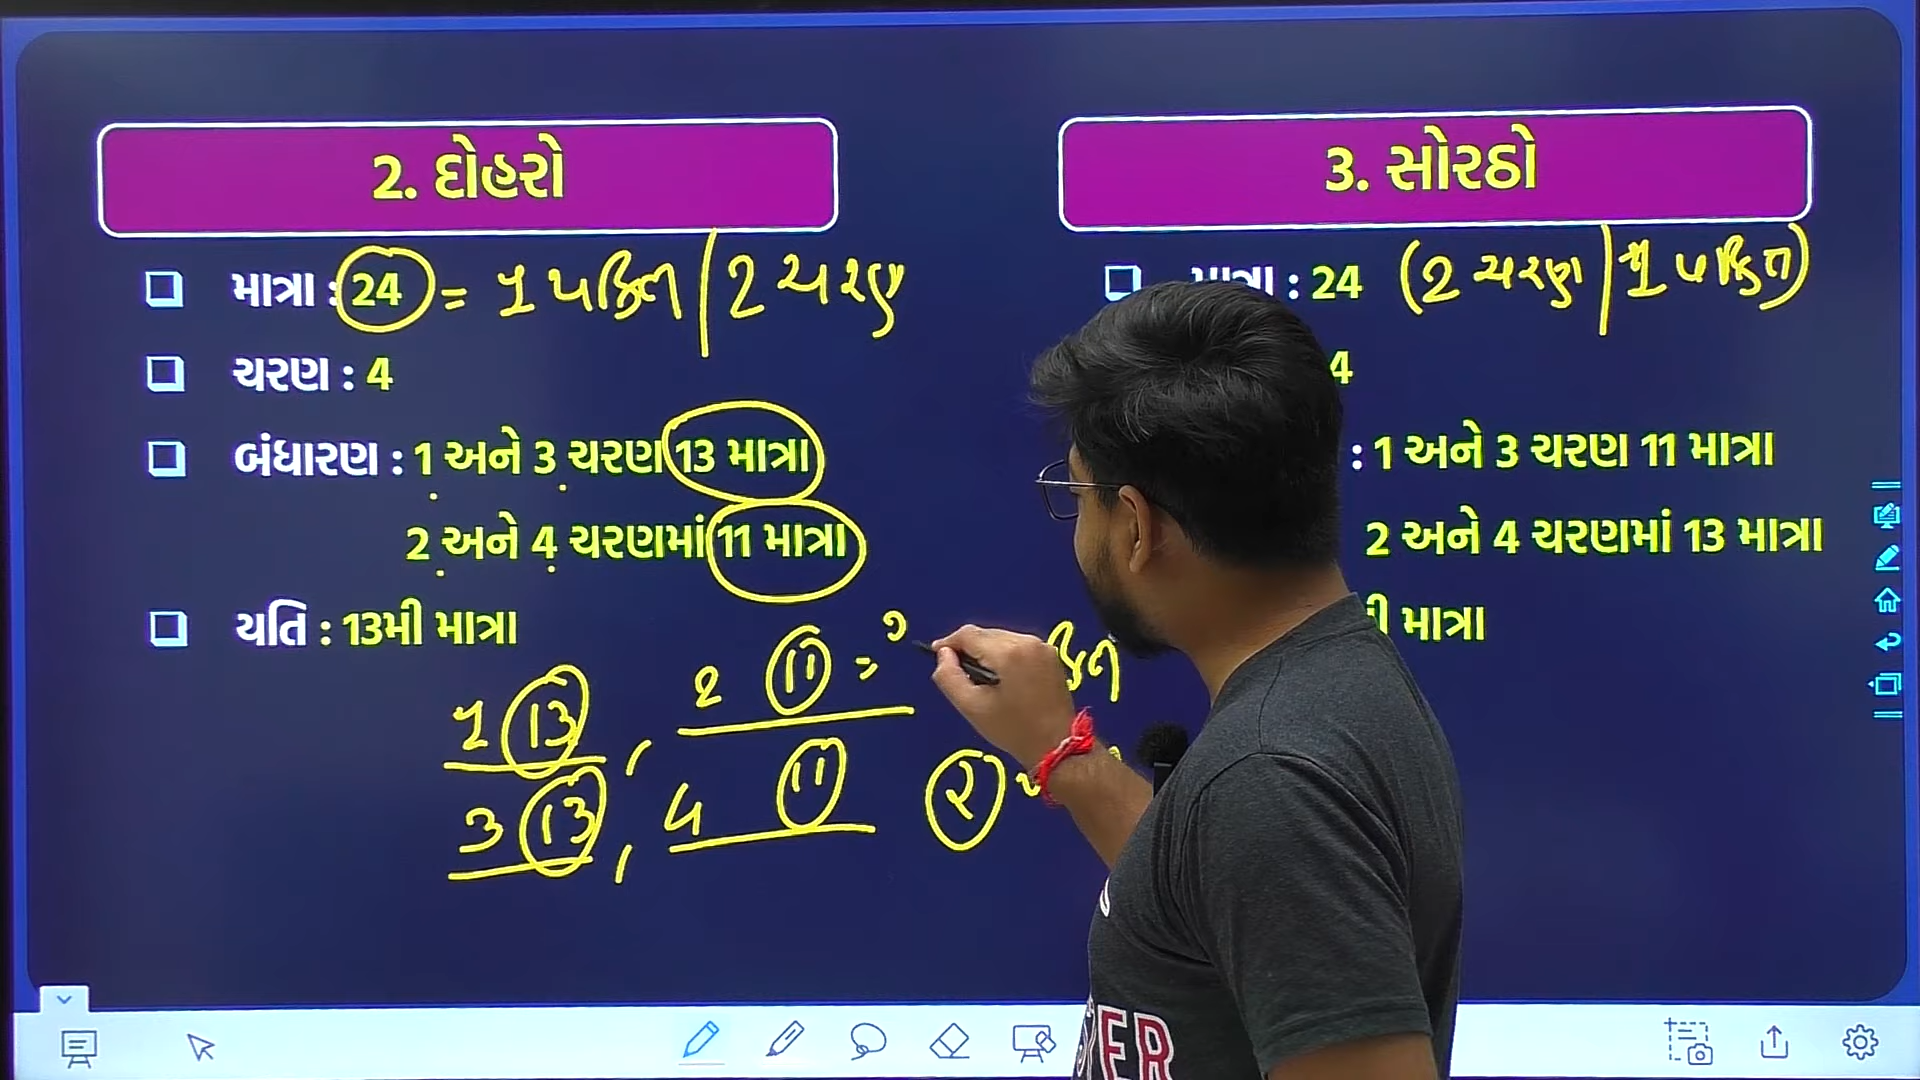 2. દોહરો
માત્રા : 24 = 1 પંક્તિ | 2 ચરણ
ચરણ : 4
બંધારણ : 1 અને 3 ચરણ 13 માત્રા
2 અને 4 ચરણમાં 11 માત્રા
યતિ : 13મી માત્રા
1 13 , 2 11 =
3 13 , 4 11 ૨
3. સોરઠો
માત્રા : 24 (2 ચરણ | 1 પંક્તિ)
4
: 1 અને 3 ચરણ 11 માત્રા
2 અને 4 ચરણમાં 13 માત્રા
માત્રા
ER